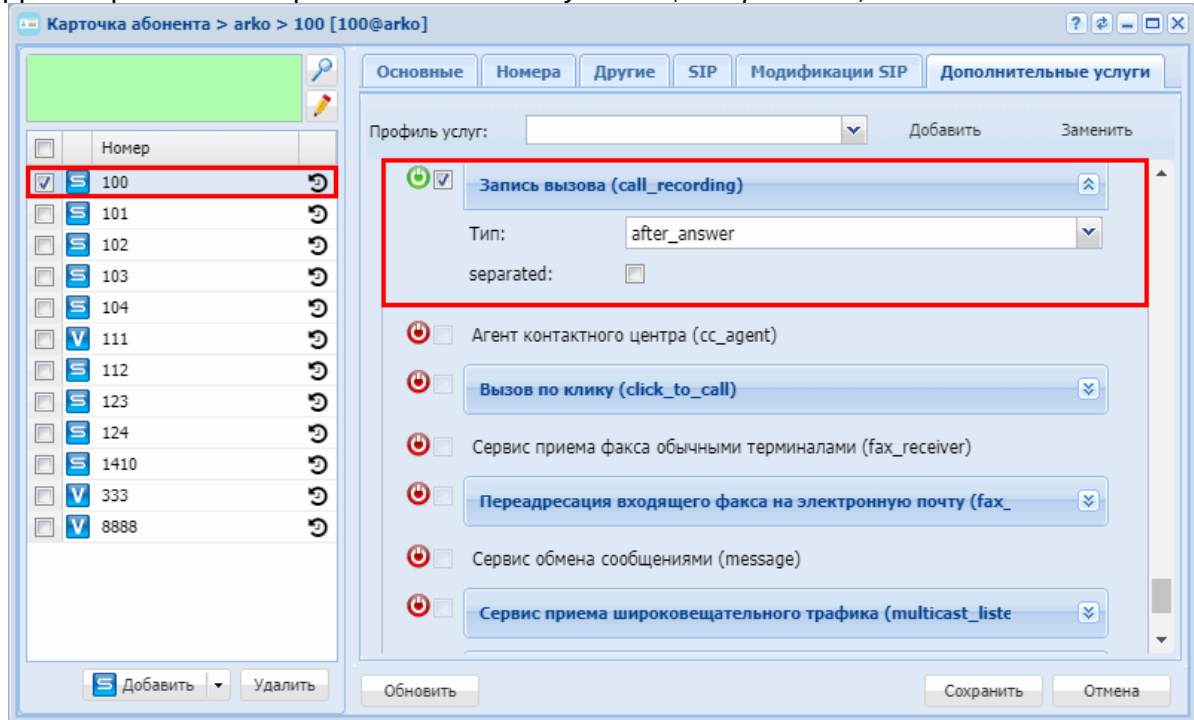 Карточка абонента > arko > 100 [100@arko]
Основные Номера Другие SIP Модификации SIP Дополнительные услуги
Профиль услуг: Добавить Заменить
Номер
100
101
102
103
104
111
112
123
124
1410
333
8888
Запись вызова (call_recording)
Тип: after_answer
separated:
Агент контактного центра (cc_agent)
Вызов по клику (click_to_call)
Сервис приема факса обычными терминалами (fax_receiver)
Переадресация входящего факса на электронную почту (fax_
Сервис обмена сообщениями (message)
Сервис приема широковещательного трафика (multicast_liste
Добавить Удалить
Обновить Сохранить Отмена